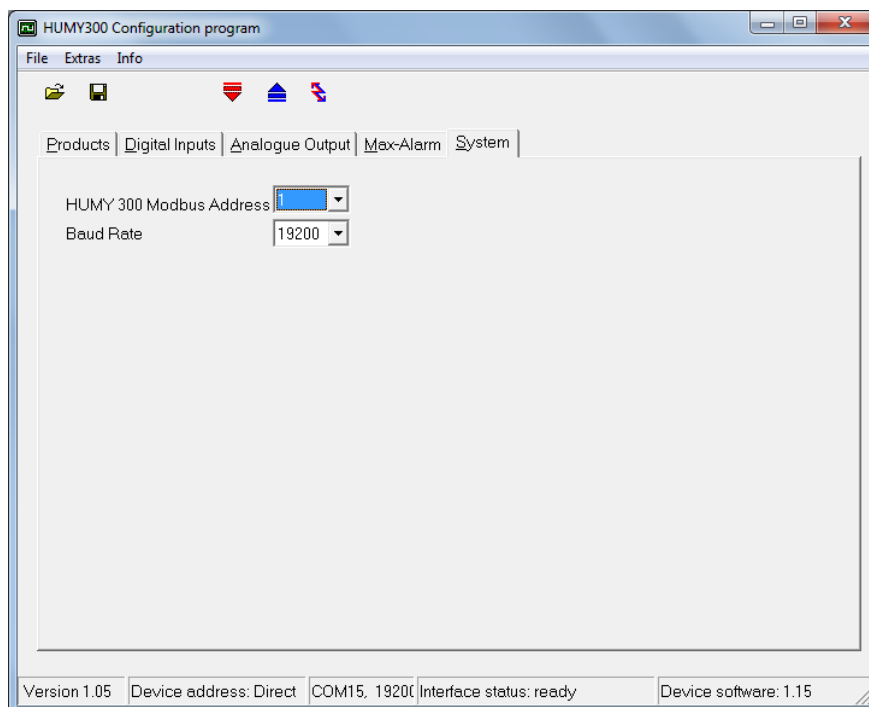 HUMY300 Configuration program
File Extras Info
Products Digital Inputs Analogue Output Max-Alarm System
HUMY 300 Modbus Address 1
Baud Rate 19200
Version 1.05 Device address: Direct COM15, 1920 Interface status: ready Device software: 1.15